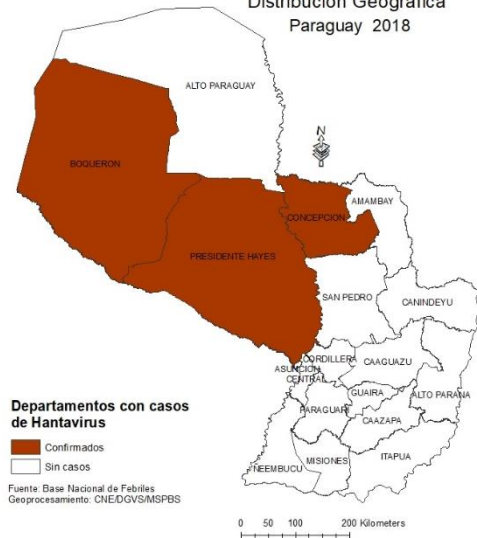 Distribución Geográfica
Paraguay 2018
ALTO PARAGUAY
N
BOQUERON
CONCEPCION
AMAMBAY
PRESIDENTE HAYES
SAN PEDRO
CANINDEYU
CORDILLERA
ASUNCION
CENTRAL
CAAGUAZU
GUAIRA
ALTO PARANA
PARAGUARI
CAAZAPA
ÑEEMBUCU
MISIONES
ITAPUA
Departamentos con casos
de Hantavirus
Confirmados
Sin casos
Fuente: Base Nacional de Febriles
Geoprocesamiento: CNE/DGVS/MSPBS
0 50 100 200 Kilometers